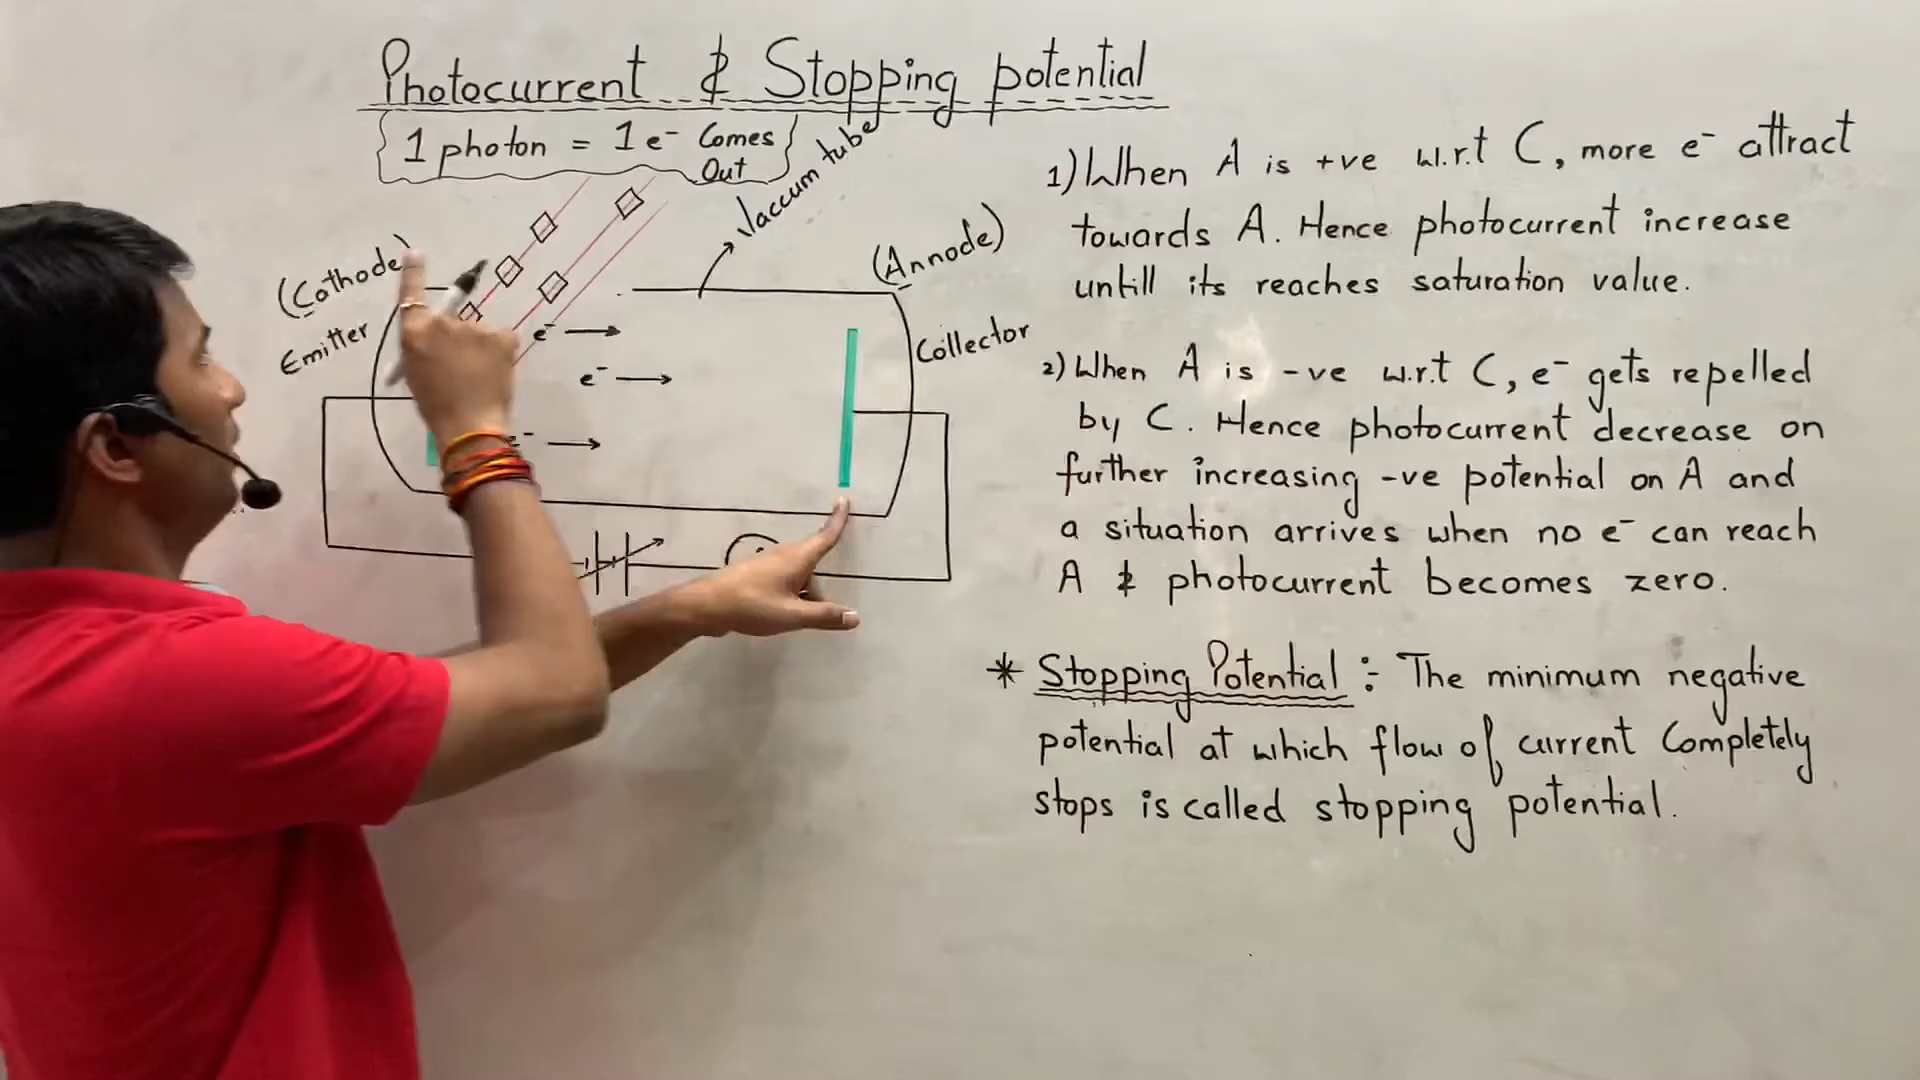 Photocurrent & Stopping potential
1 photon = 1 e⁻ Comes
Out
Vaccum tube
(Cathode)
Emitter
(Annode)
Collector
e⁻
e⁻
e⁻
1) When A is +ve w.r.t C, more e⁻ attract
towards A. Hence photocurrent increase
untill its reaches saturation value.
2) When A is -ve w.r.t C, e⁻ gets repelled
by C. Hence photocurrent decrease on
further increasing -ve potential on A and
a situation arrives when no e⁻ can reach
A & photocurrent becomes zero.
* Stopping Potential : The minimum negative
potential at which flow of current Completely
stops is called stopping potential.